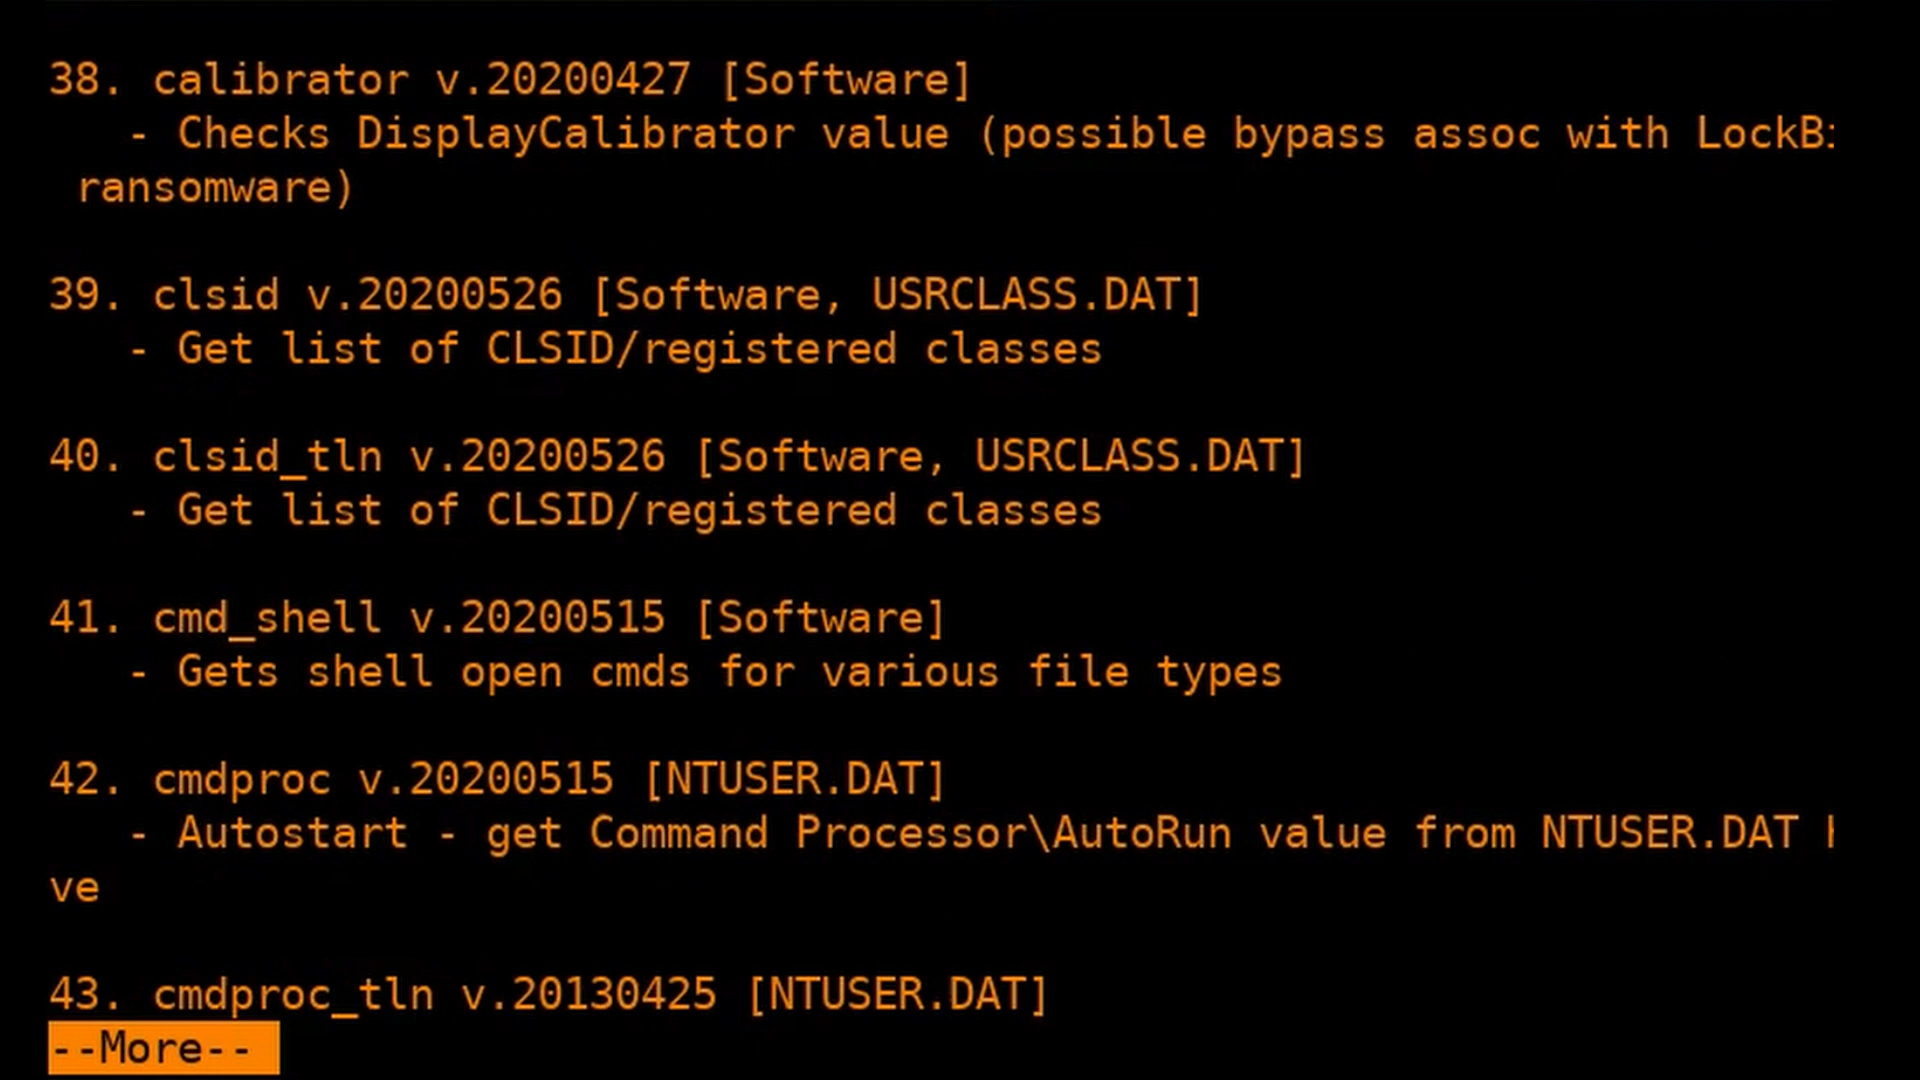 38. calibrator v.20200427 [Software]
- Checks DisplayCalibrator value (possible bypass assoc with
ransomware)
39. clsid v.20200526 [Software, USRCLASS.DAT]
- Get list of CLSID/registered classes
40. clsid_tln v.20200526 [Software, USRCLASS.DAT]
- Get list of CLSID/registered classes
41. cmd_shell v.20200515 [Software]
- Gets shell open cmds for various file types
42. cmdproc v.20200515 [NTUSER.DAT]
- Autostart - get Command Processor\AutoRun value from NTUSER.DAT
ve
43. cmdproc_tln v.20130425 [NTUSER.DAT]
--More--